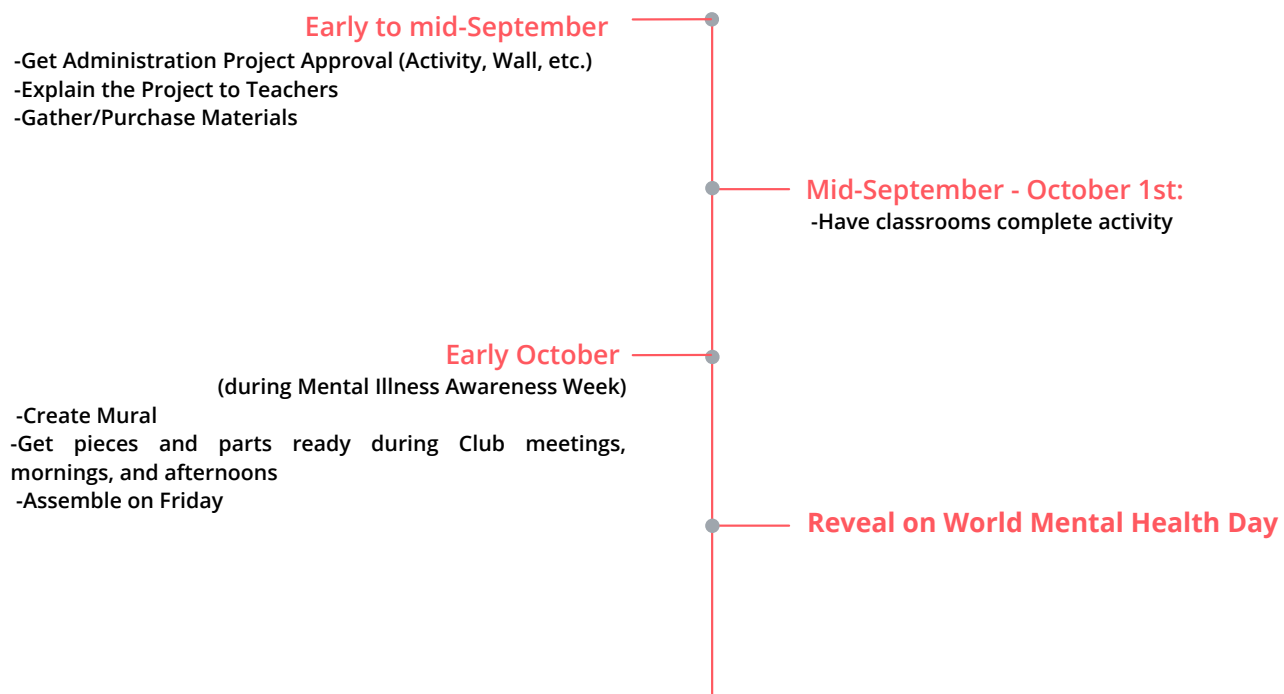 Early to mid-September
-Get Administration Project Approval (Activity, Wall, etc.)
-Explain the Project to Teachers
-Gather/Purchase Materials
Mid-September - October 1st:
-Have classrooms complete activity
Early October
(during Mental Illness Awareness Week)
-Create Mural
-Get pieces and parts ready during Club meetings,
mornings, and afternoons
-Assemble on Friday
Reveal on World Mental Health Day